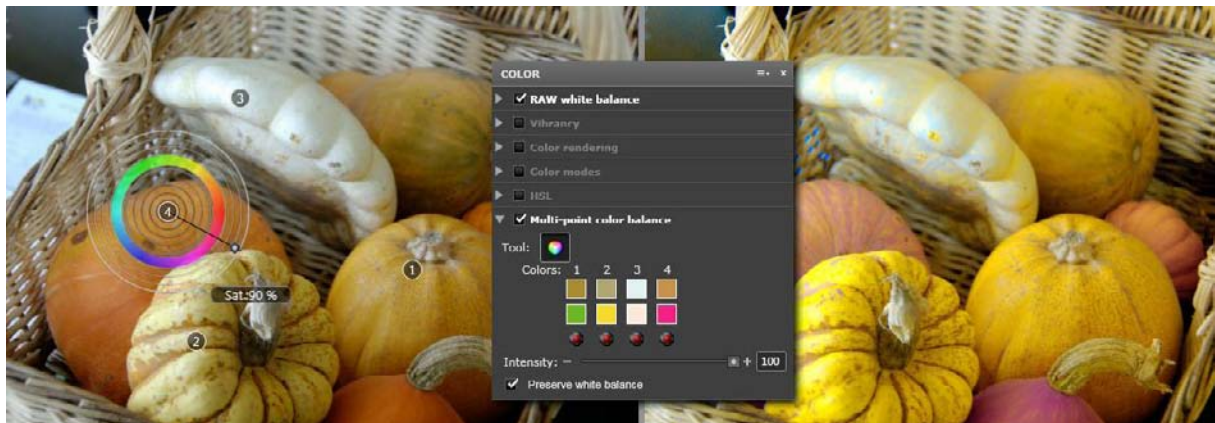 COLOR
RAW white balance
Vibrancy
Color rendering
Color modes
HSL
Multi-point color balance
Tool:
Colors: 1 2 3 4
Intensity: − + 100
Preserve white balance
3
4
1
Sat.:90 %
2